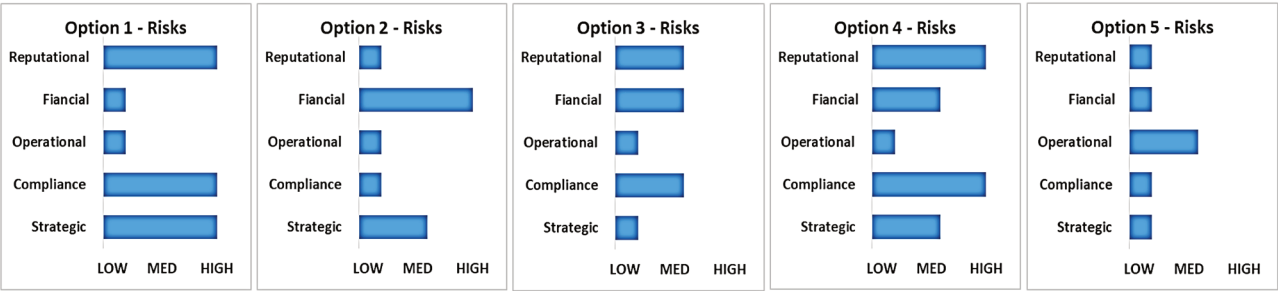 Option 1 - Risks
Reputational
Fiancial
Operational
Compliance
Strategic
LOW MED HIGH
Option 2 - Risks
Reputational
Fiancial
Operational
Compliance
Strategic
LOW MED HIGH
Option 3 - Risks
Reputational
Fiancial
Operational
Compliance
Strategic
LOW MED HIGH
Option 4 - Risks
Reputational
Fiancial
Operational
Compliance
Strategic
LOW MED HIGH
Option 5 - Risks
Reputational
Fiancial
Operational
Compliance
Strategic
LOW MED HIGH